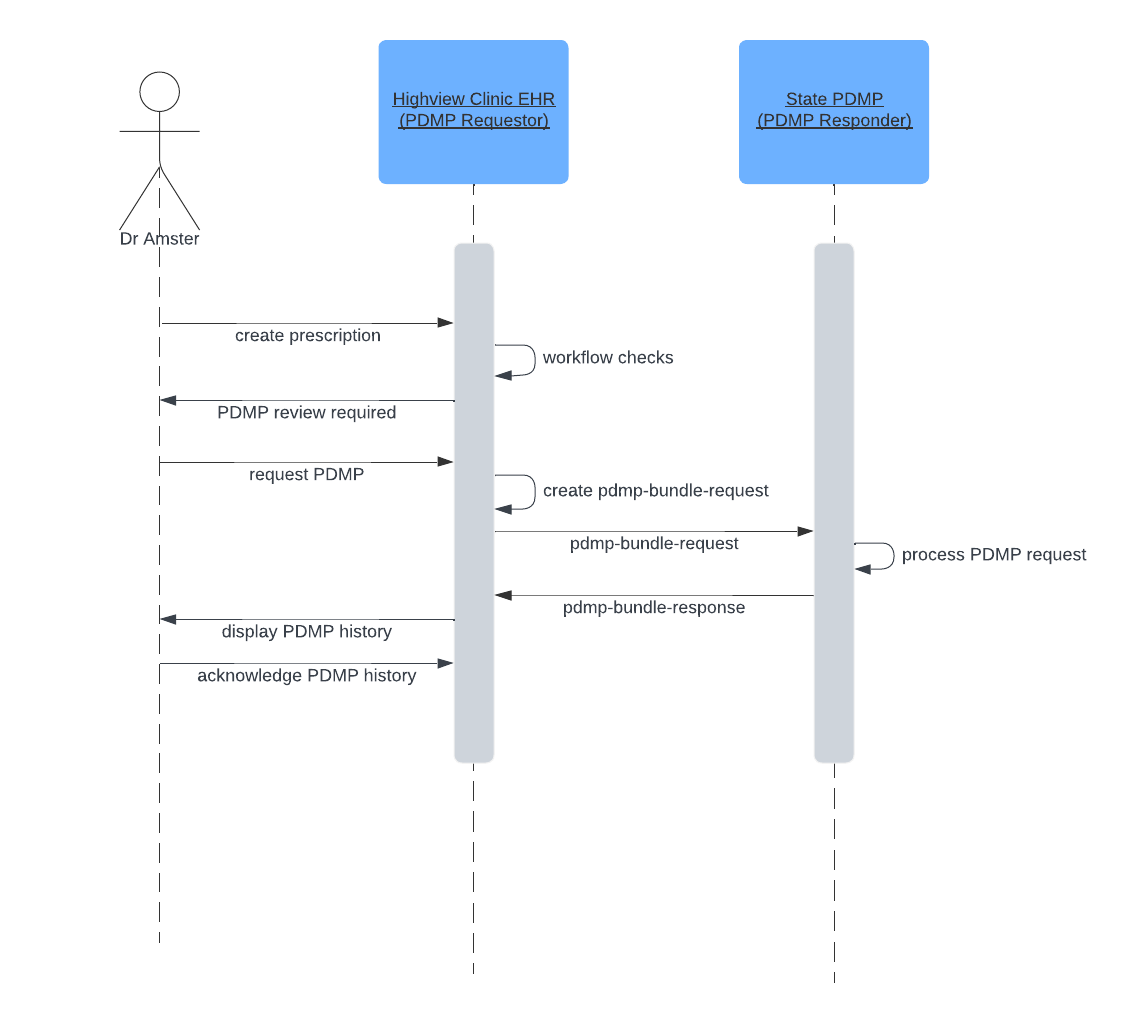 Highview Clinic EHR
(PDMP Requestor)
State PDMP
(PDMP Responder)
Dr Amster
create prescription
workflow checks
PDMP review required
request PDMP
create pdmp-bundle-request
pdmp-bundle-request
process PDMP request
pdmp-bundle-response
display PDMP history
acknowledge PDMP history